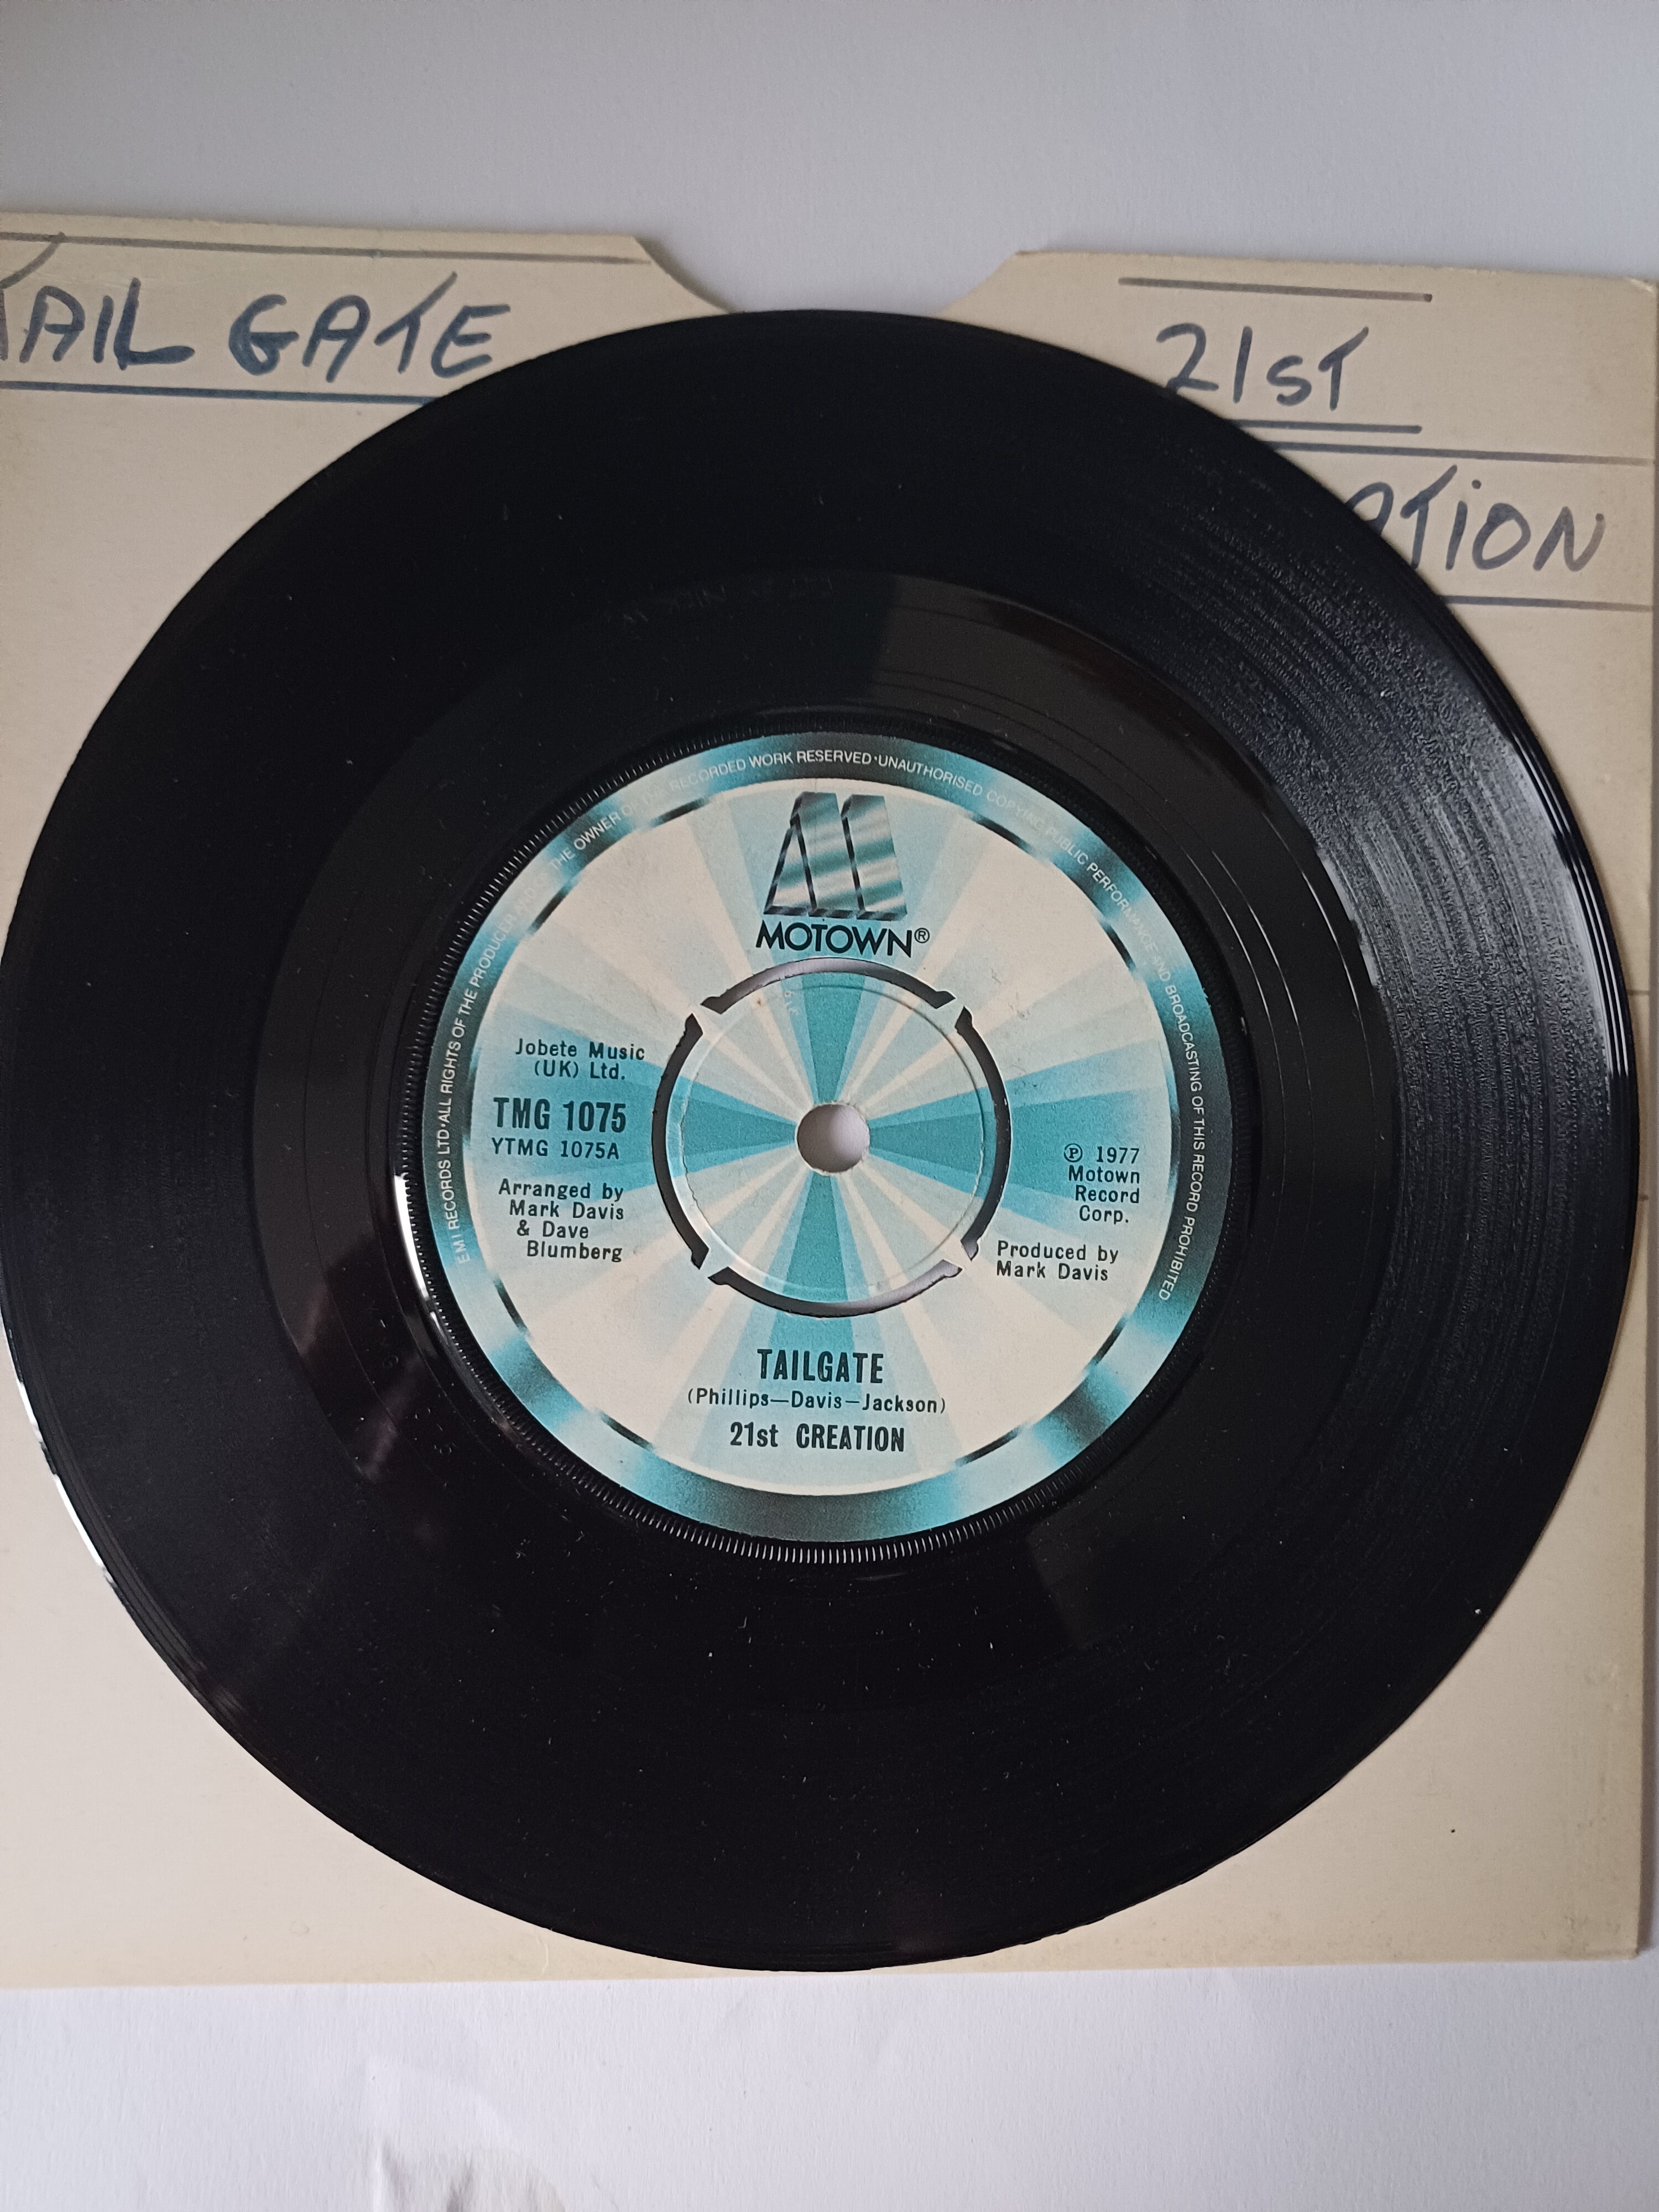 TAIL GATE
21st
ATION
EMI RECORDS LTD·ALL RIGHTS OF THE PRODUCER THE OWNER OF THE RECORDED WORK RESERVED·UNAUTHORISED COPYING PUBLIC PERFORMANCE AND BROADCASTING OF THIS RECORD PROHIBITED
MOTOWN®
Jobete Music
(UK) Ltd.
TMG 1075
YTMG 1075A
Arranged by
Mark Davis
& Dave
Blumberg
℗ 1977
Motown
Record
Corp.
Produced by
Mark Davis
TAILGATE
(Phillips—Davis—Jackson)
21st CREATION